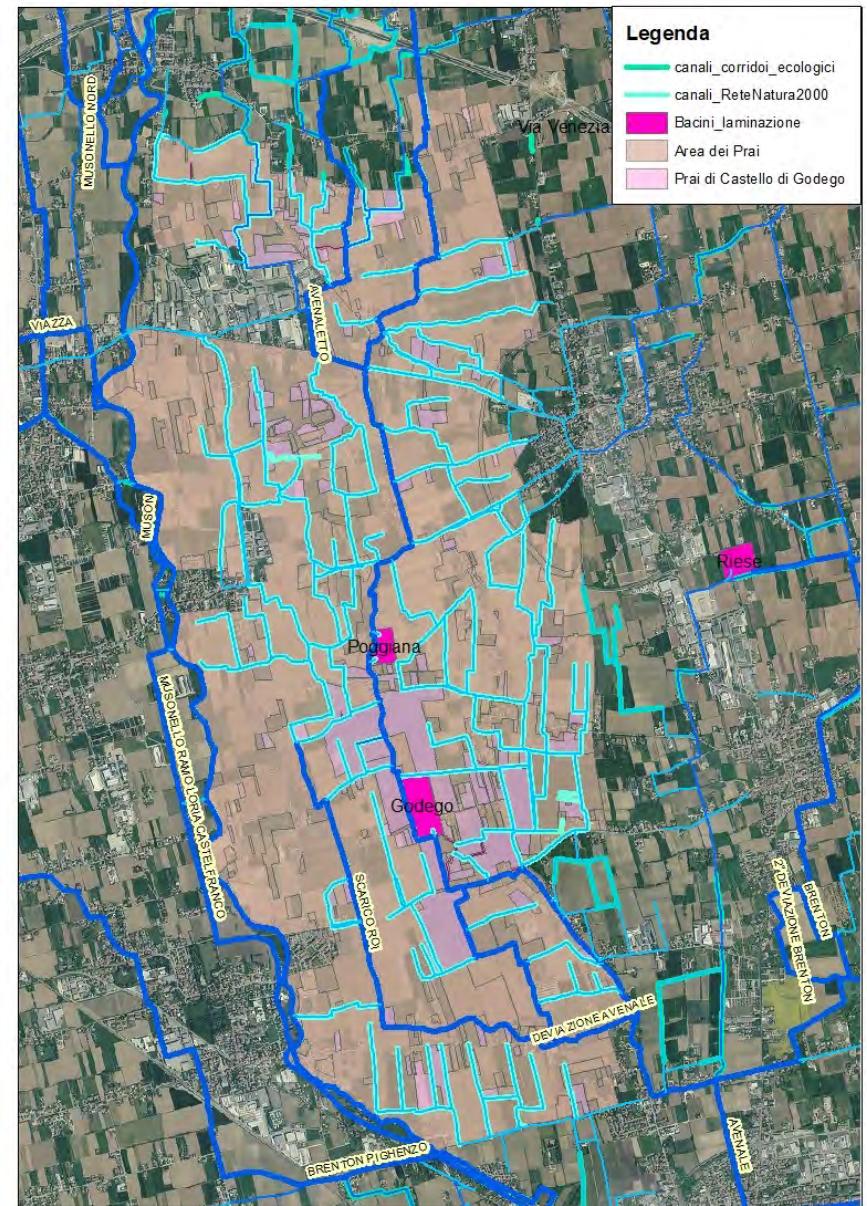 Legenda
canali_corridoi_ecologici
canali_ReteNatura2000
Bacini_laminazione
Area dei Prai
Prai di Castello di Godego
MUSONELLO NORD
Via Venezia
AVENALETTO
VIAZZA
MUSON
Riese
Poggiana
MUSONELLO RAMO LORIA CASTELFRANCO
Godego
SCARICO ROI
BRENTON
2° DEVIAZIONE BRENTON
DEVIAZIONE AVENALE
AVENALE
BRENTON PIGHENZO